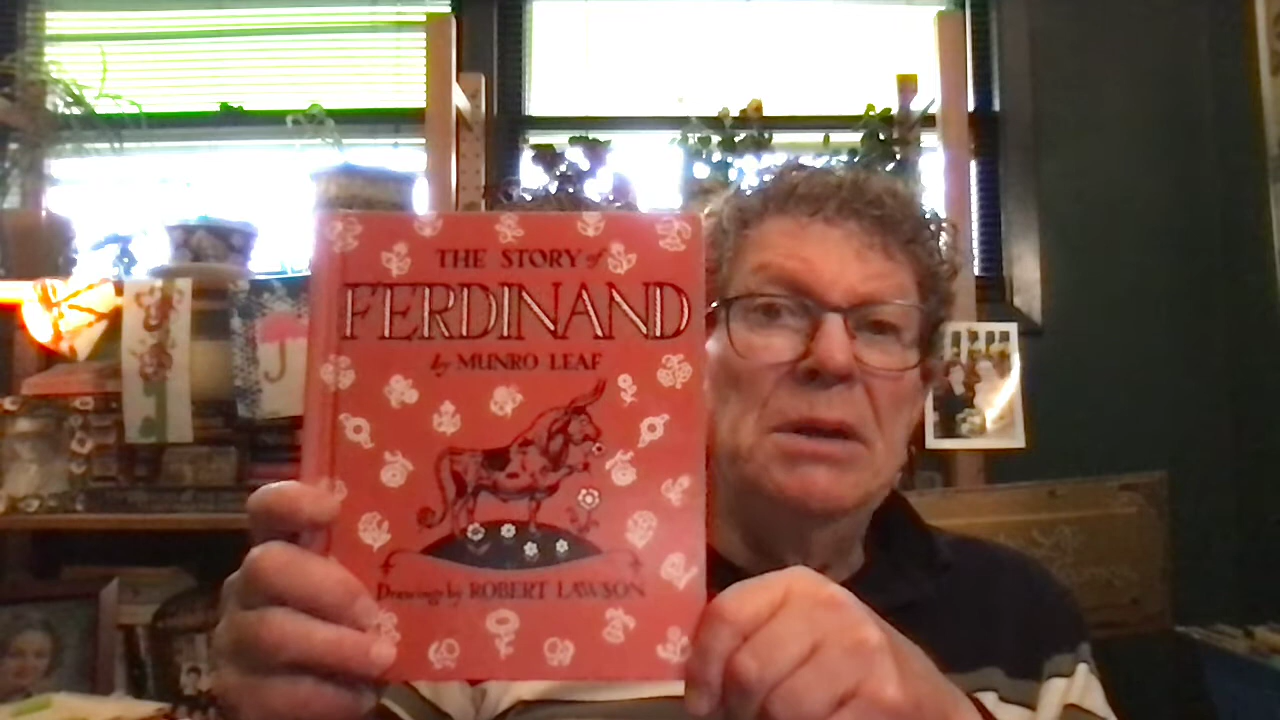 THE STORY of
FERDINAND
by MUNRO LEAF
Drawings by ROBERT LAWSON